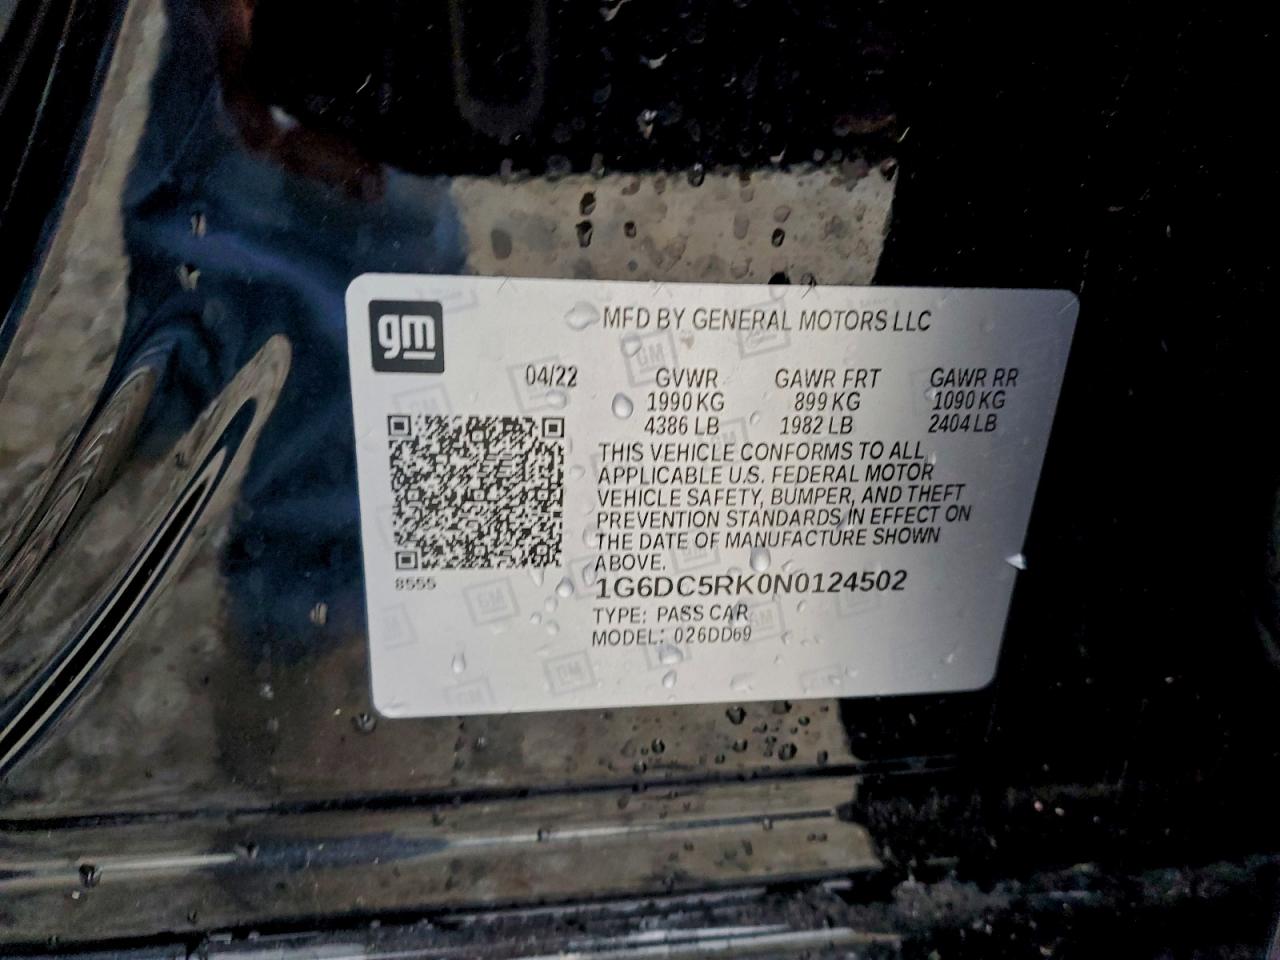 gm
MFD BY GENERAL MOTORS LLC
04/22 GVWR GAWR FRT GAWR RR
1990 KG 899 KG 1090 KG
4386 LB 1982 LB 2404 LB
THIS VEHICLE CONFORMS TO ALL
APPLICABLE U.S. FEDERAL MOTOR
VEHICLE SAFETY, BUMPER, AND THEFT
PREVENTION STANDARDS IN EFFECT ON
THE DATE OF MANUFACTURE SHOWN
ABOVE.
8555
1G6DC5RK0N0124502
TYPE: PASS CAR
MODEL: 026DD69